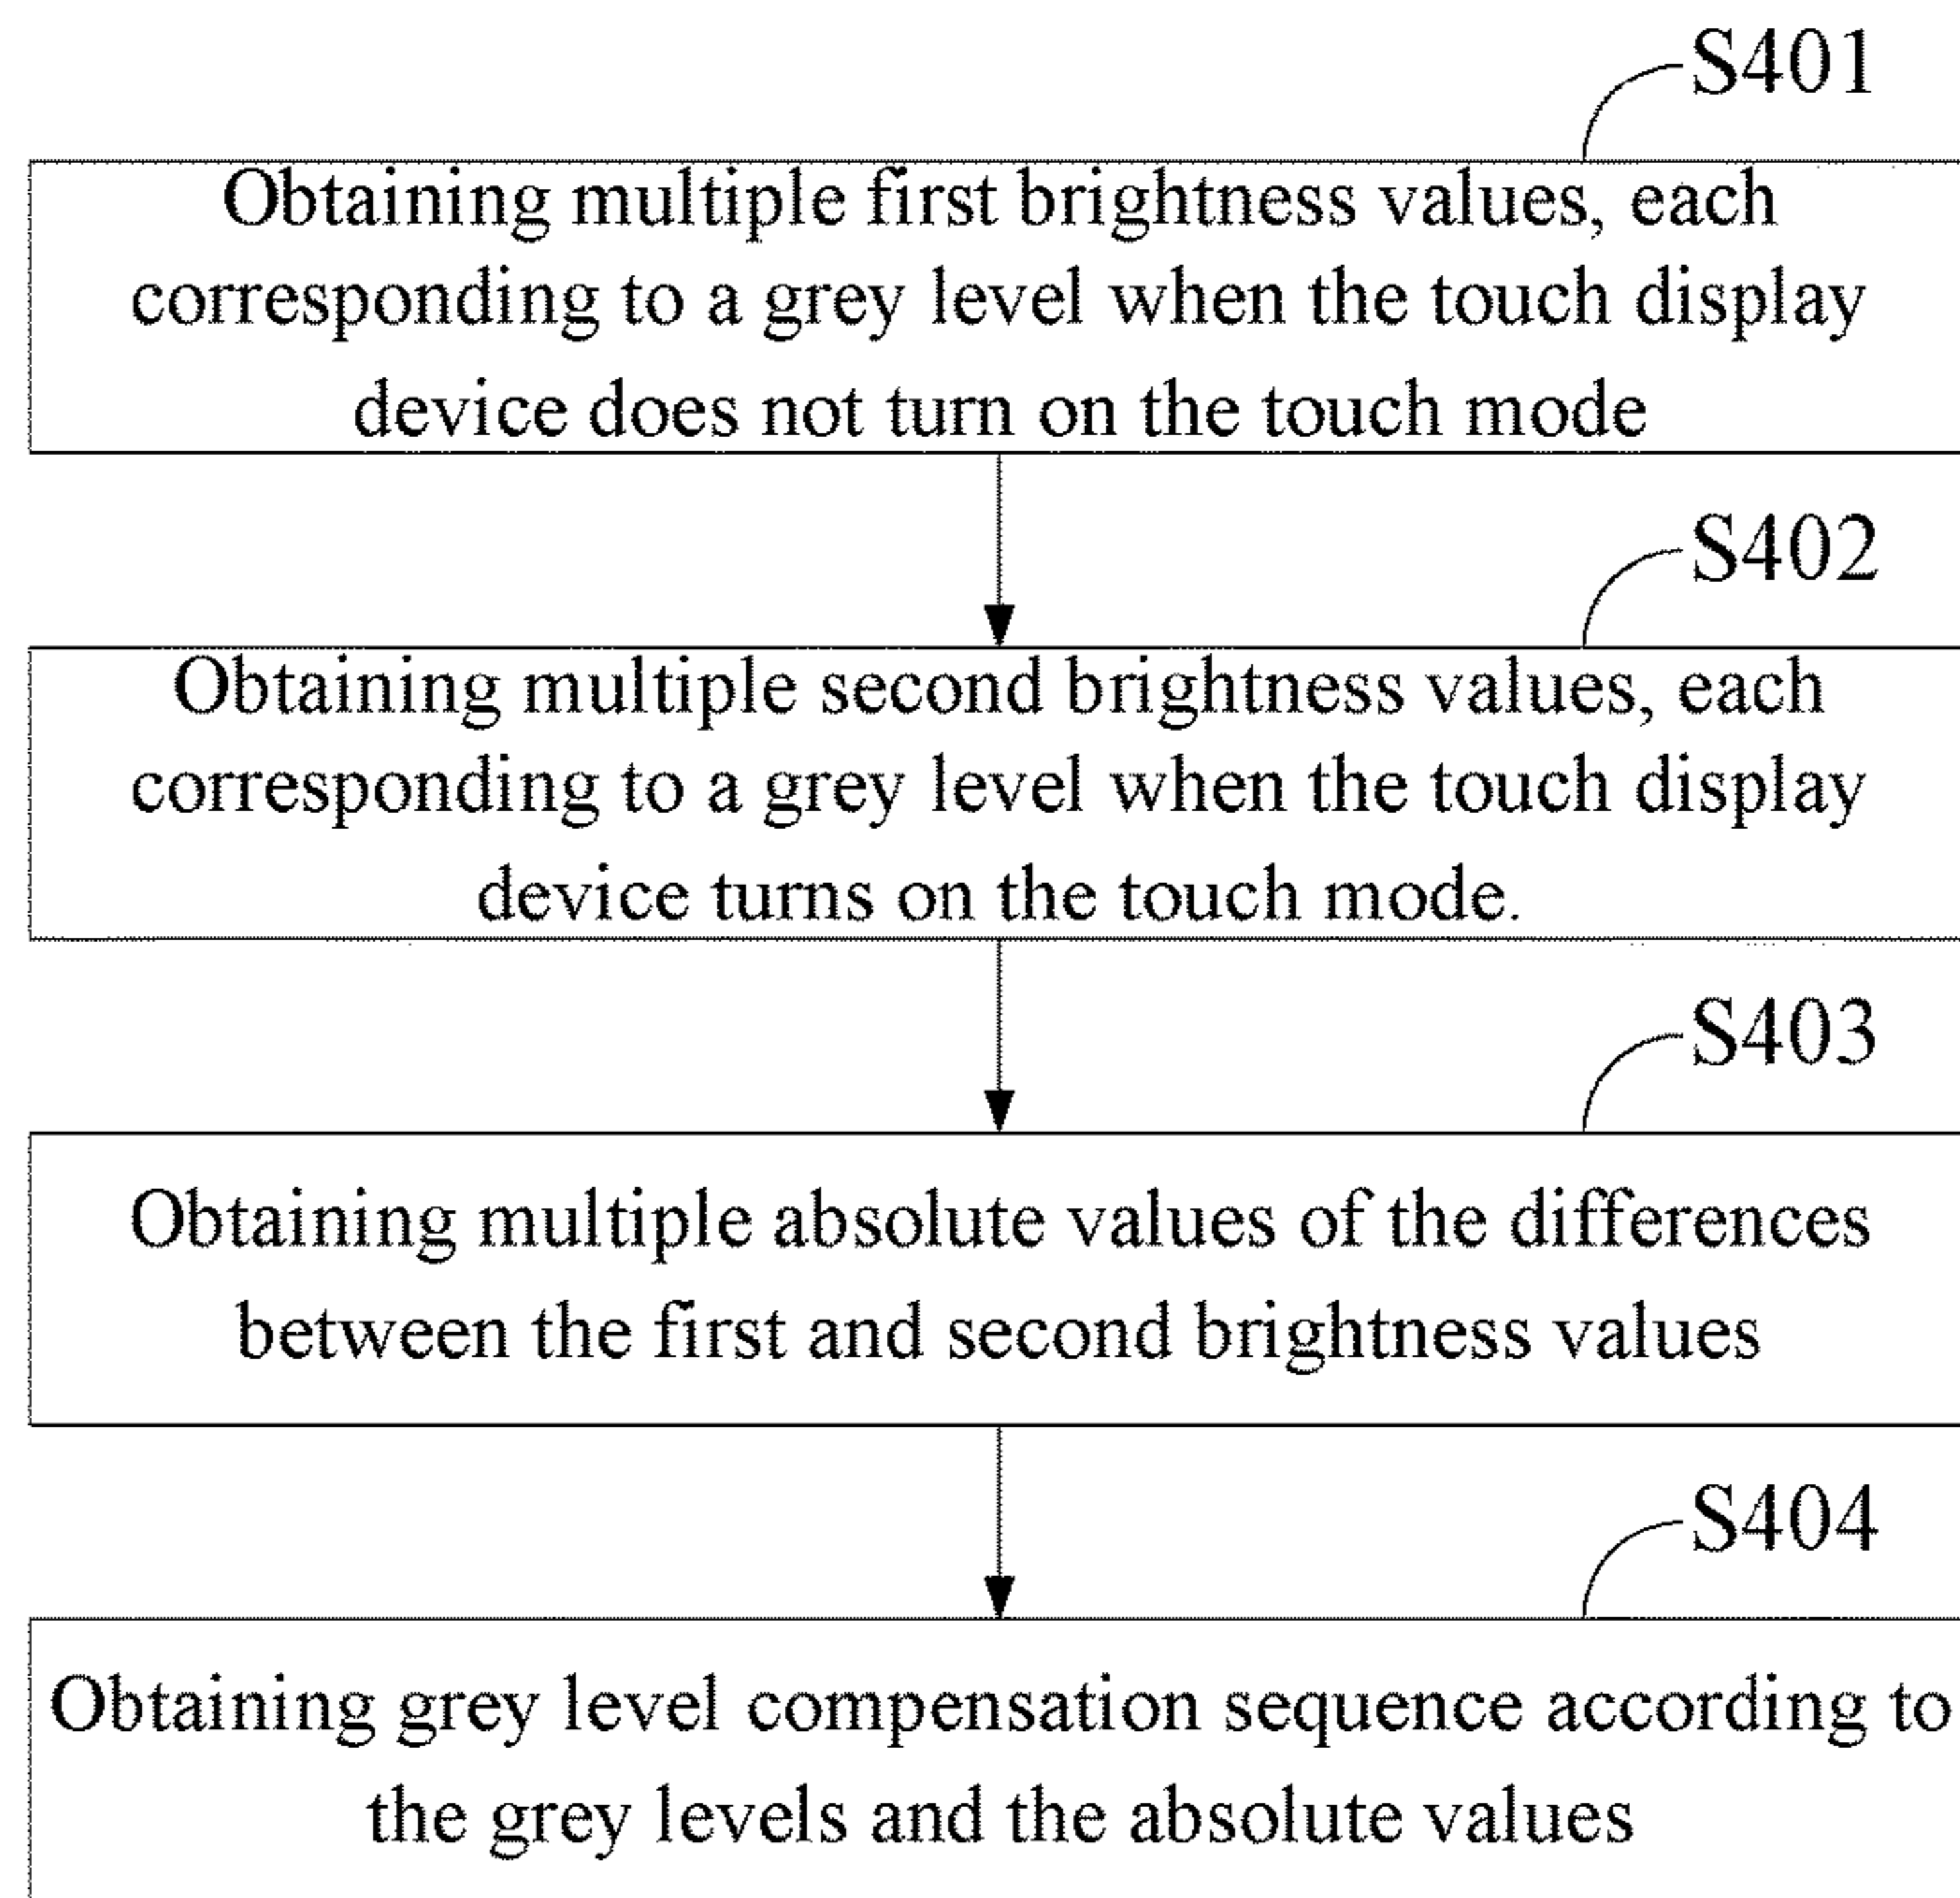 S401
Obtaining multiple first brightness values, each
corresponding to a grey level when the touch display
device does not turn on the touch mode
S402
Obtaining multiple second brightness values, each
corresponding to a grey level when the touch display
device turns on the touch mode.
S403
Obtaining multiple absolute values of the differences
between the first and second brightness values
S404
Obtaining grey level compensation sequence according to
the grey levels and the absolute values